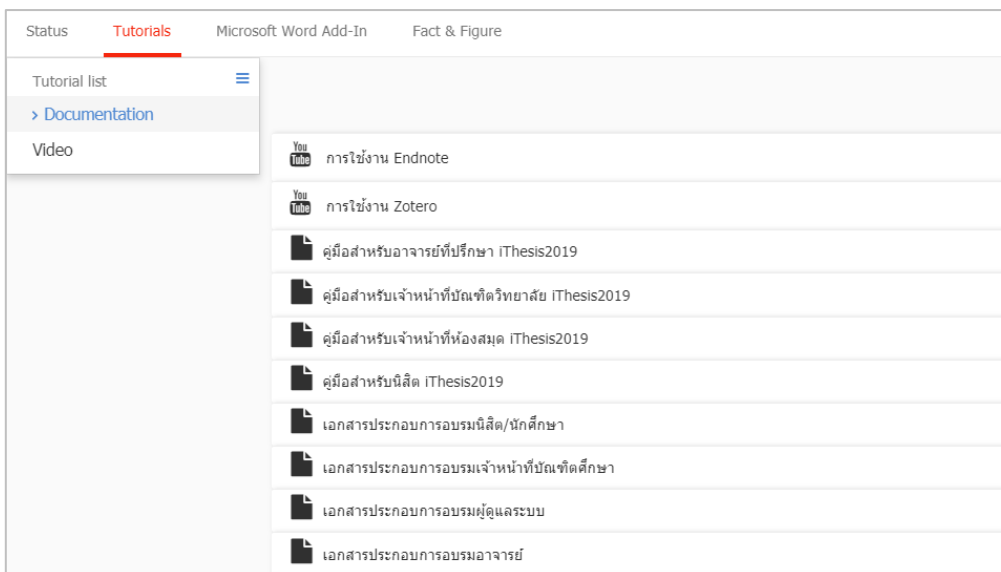 Status Tutorials Microsoft Word Add-In Fact & Figure
Tutorial list
› Documentation
Video
You Tube การใช้งาน Endnote
You Tube การใช้งาน Zotero
คู่มือสำหรับอาจารย์ที่ปรึกษา iThesis2019
คู่มือสำหรับเจ้าหน้าที่บัณฑิตวิทยาลัย iThesis2019
คู่มือสำหรับเจ้าหน้าที่ห้องสมุด iThesis2019
คู่มือสำหรับนิสิต iThesis2019
เอกสารประกอบการอบรมนิสิต/นักศึกษา
เอกสารประกอบการอบรมเจ้าหน้าที่บัณฑิตศึกษา
เอกสารประกอบการอบรมผู้ดูแลระบบ
เอกสารประกอบการอบรมอาจารย์